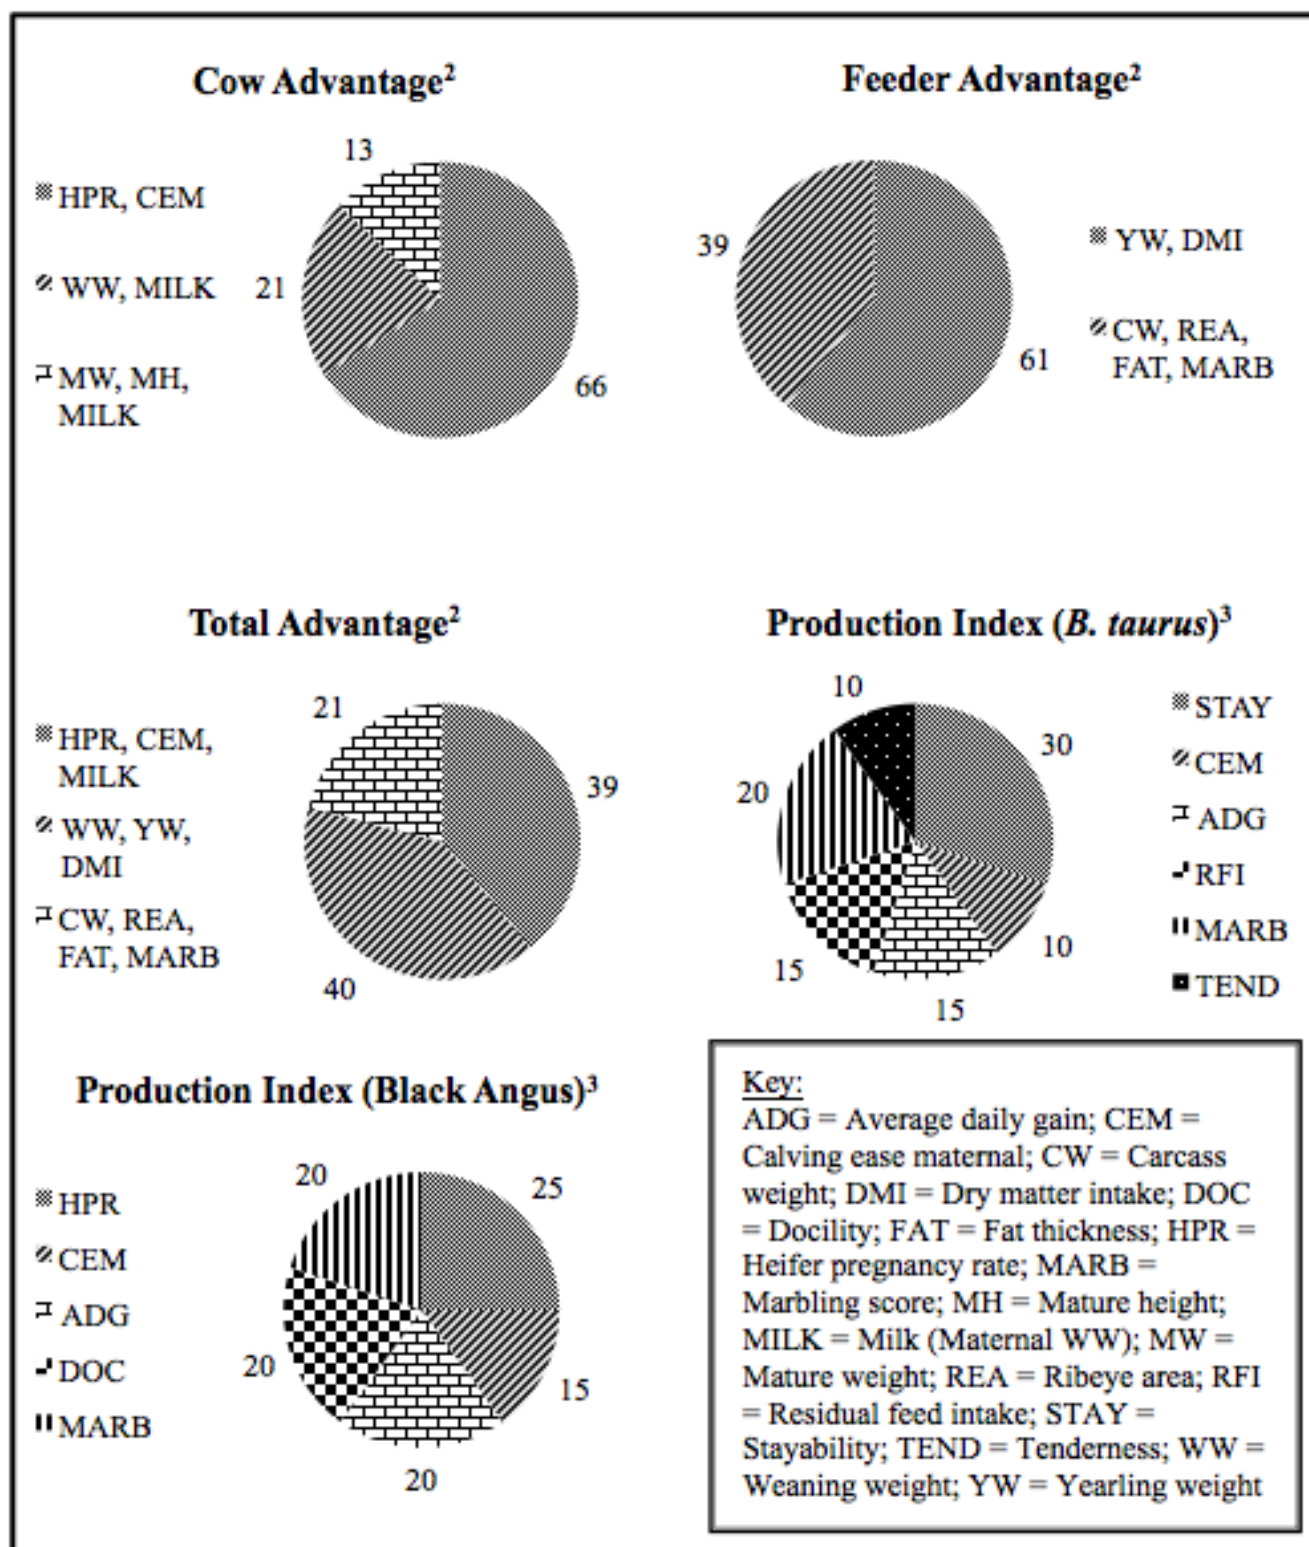 Cow Advantage²
13
HPR, CEM
WW, MILK
21
MW, MH,
MILK
66
Feeder Advantage²
39
YW, DMI
CW, REA,
FAT, MARB
61
Total Advantage²
21
HPR, CEM,
MILK
39
WW, YW,
DMI
CW, REA,
FAT, MARB
40
Production Index (B. taurus)³
10
STAY
30
CEM
20
ADG
RFI
MARB
10
15
TEND
15
Production Index (Black Angus)³
20
25
HPR
CEM
ADG
DOC
20
15
MARB
20
Key:
ADG = Average daily gain; CEM =
Calving ease maternal; CW = Carcass
weight; DMI = Dry matter intake; DOC
= Docility; FAT = Fat thickness; HPR =
Heifer pregnancy rate; MARB =
Marbling score; MH = Mature height;
MILK = Milk (Maternal WW); MW =
Mature weight; REA = Ribeye area; RFI
= Residual feed intake; STAY =
Stayability; TEND = Tenderness; WW =
Weaning weight; YW = Yearling weight